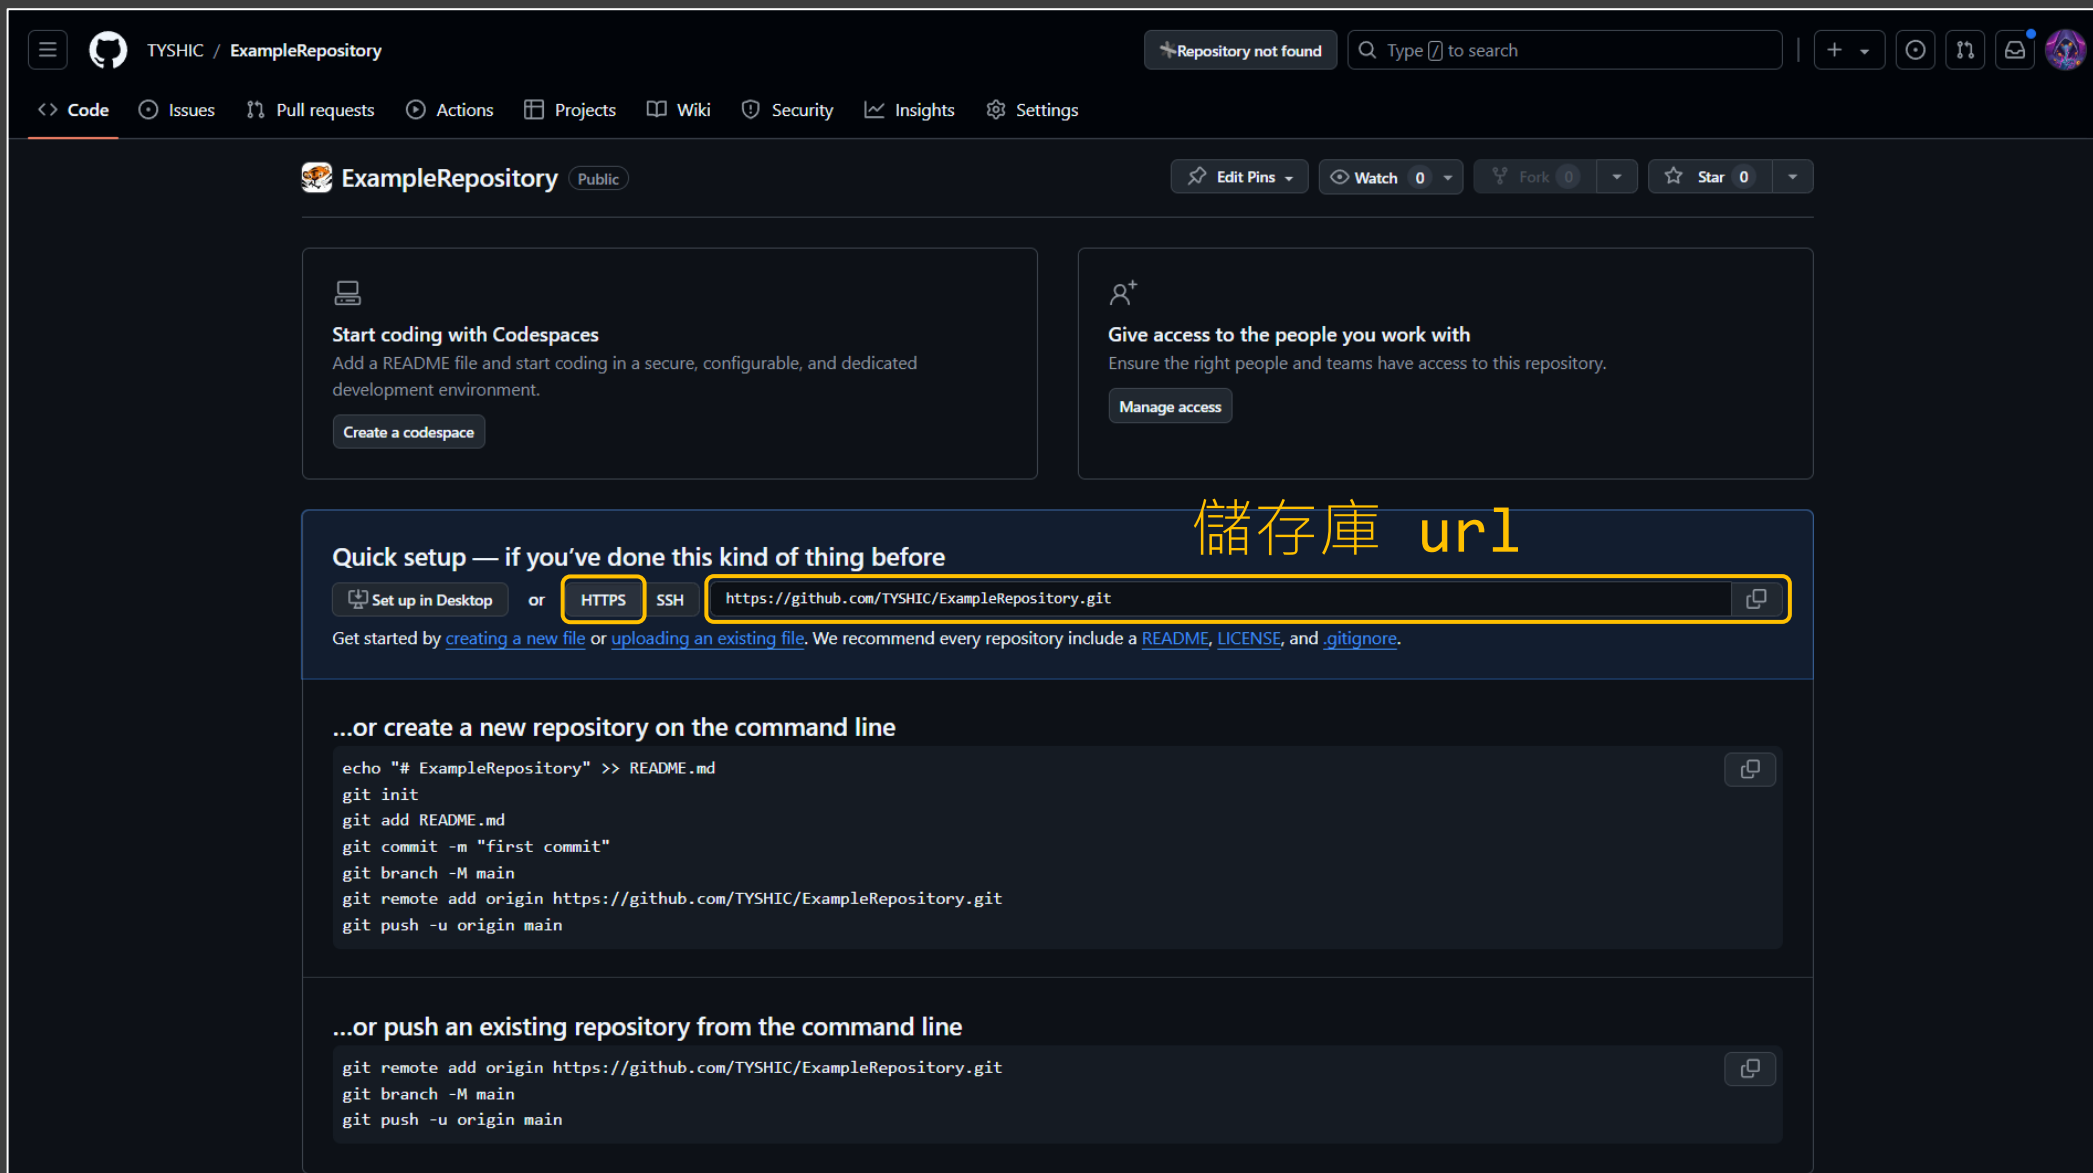 TYSHIC / ExampleRepository
Repository not found
Type / to search
Code Issues Pull requests Actions Projects Wiki Security Insights Settings
ExampleRepository Public
Edit Pins Watch 0 Fork 0 Star 0
Start coding with Codespaces
Add a README file and start coding in a secure, configurable, and dedicated
development environment.
Create a codespace
Give access to the people you work with
Ensure the right people and teams have access to this repository.
Manage access
儲存庫 url
Quick setup — if you’ve done this kind of thing before
Set up in Desktop or HTTPS SSH https://github.com/TYSHIC/ExampleRepository.git
Get started by creating a new file or uploading an existing file. We recommend every repository include a README, LICENSE, and .gitignore.
…or create a new repository on the command line
echo "# ExampleRepository" >> README.md
git init
git add README.md
git commit -m "first commit"
git branch -M main
git remote add origin https://github.com/TYSHIC/ExampleRepository.git
git push -u origin main
…or push an existing repository from the command line
git remote add origin https://github.com/TYSHIC/ExampleRepository.git
git branch -M main
git push -u origin main